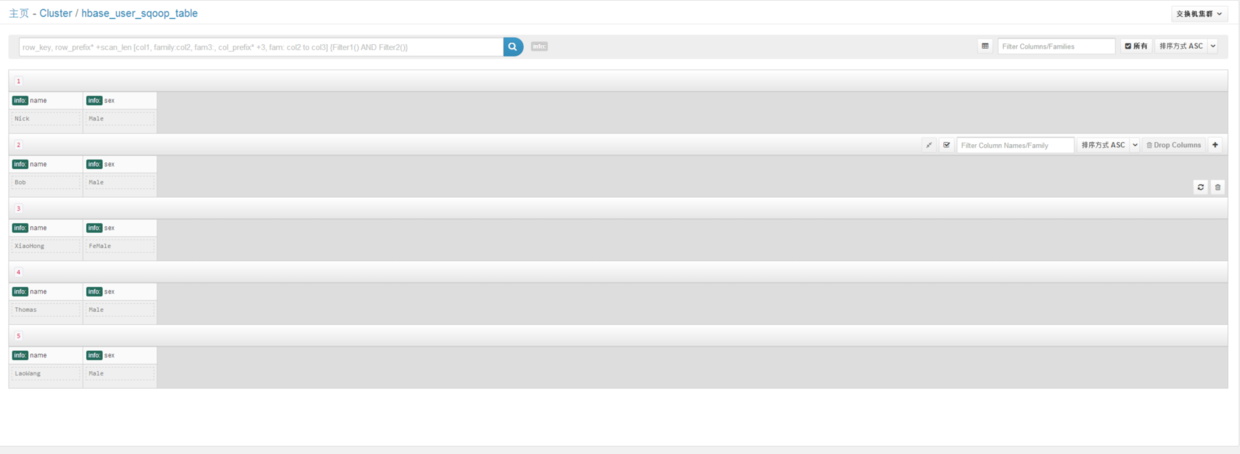 主页 - Cluster / hbase_user_sqoop_table
交换机集群
row_key, row_prefix* +scan_len [col1, family:col2, fam3:, col_prefix* +3, fam: col2 to col3] {Filter1() AND Filter2()}
info:
Filter Columns/Families
所有
排序方式 ASC
1
info: name info: sex
Nick Male
2
Filter Column Names/Family
排序方式 ASC
Drop Columns
info: name info: sex
Bob Male
3
info: name info: sex
XiaoHong FeMale
4
info: name info: sex
Thomas Male
5
info: name info: sex
LaoWang Male